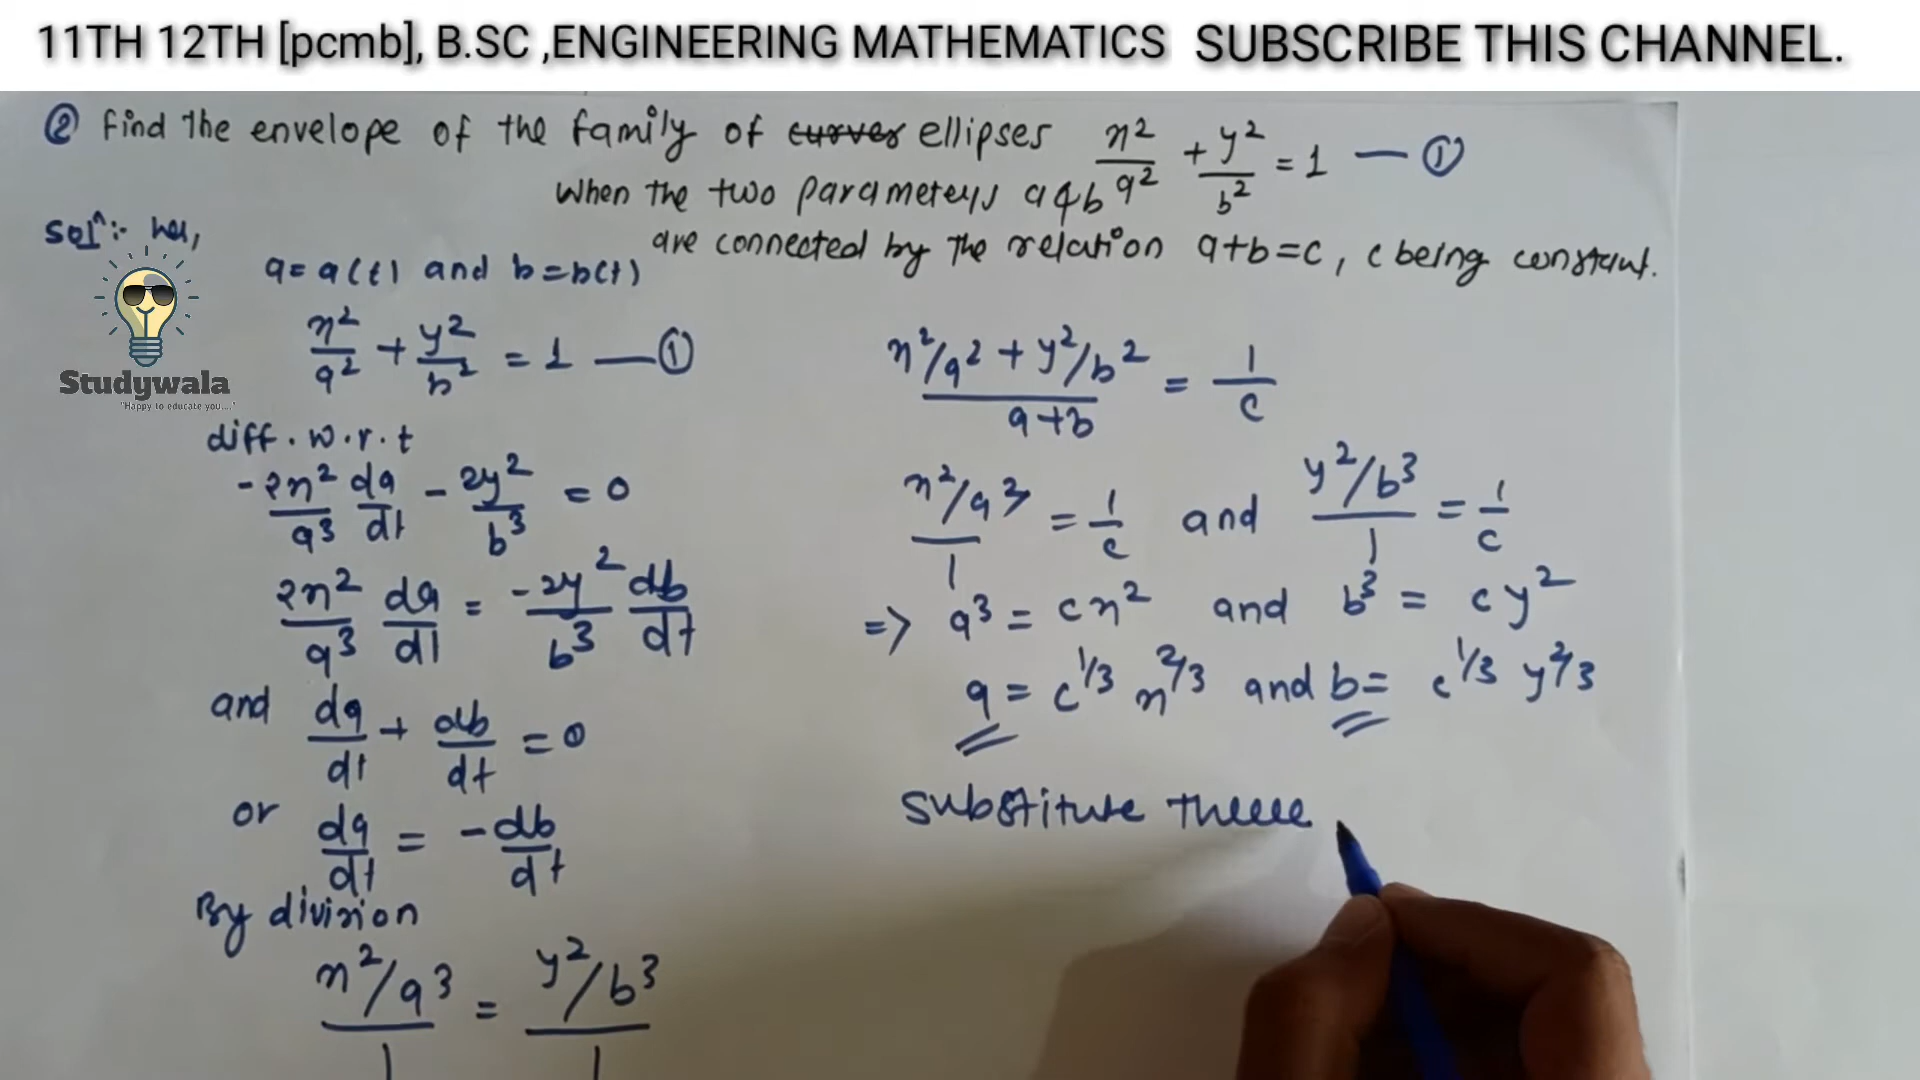 11TH 12TH [pcmb], B.SC ,ENGINEERING MATHEMATICS SUBSCRIBE THIS CHANNEL.
② Find the envelope of the family of curves ellipses x²/a² + y²/b² = 1 — ①
When the two parameters a & b
are connected by the relation a+b=c, c being constant.
Solⁿ:-
a = a(t) and b = b(t)
x²/a² + y²/b² = 1 — ①
diff. w.r.t
-2x²/a³ da/dt - 2y²/b³ = 0
2x²/a³ da/dt = -2y²/b³ db/dt
and da/dt + db/dt = 0
or da/dt = -db/dt
By division
x²/a³/1 = y²/b³/1
x²/a² + y²/b² / a+b = 1/c
x²/a³/1 = 1/c and y²/b³/1 = 1/c
=> a³ = cx² and b³ = cy²
a = c^1/3 x^2/3 and b = c^1/3 y^2/3
Substitute these
Studywala
"Happy to educate you...."